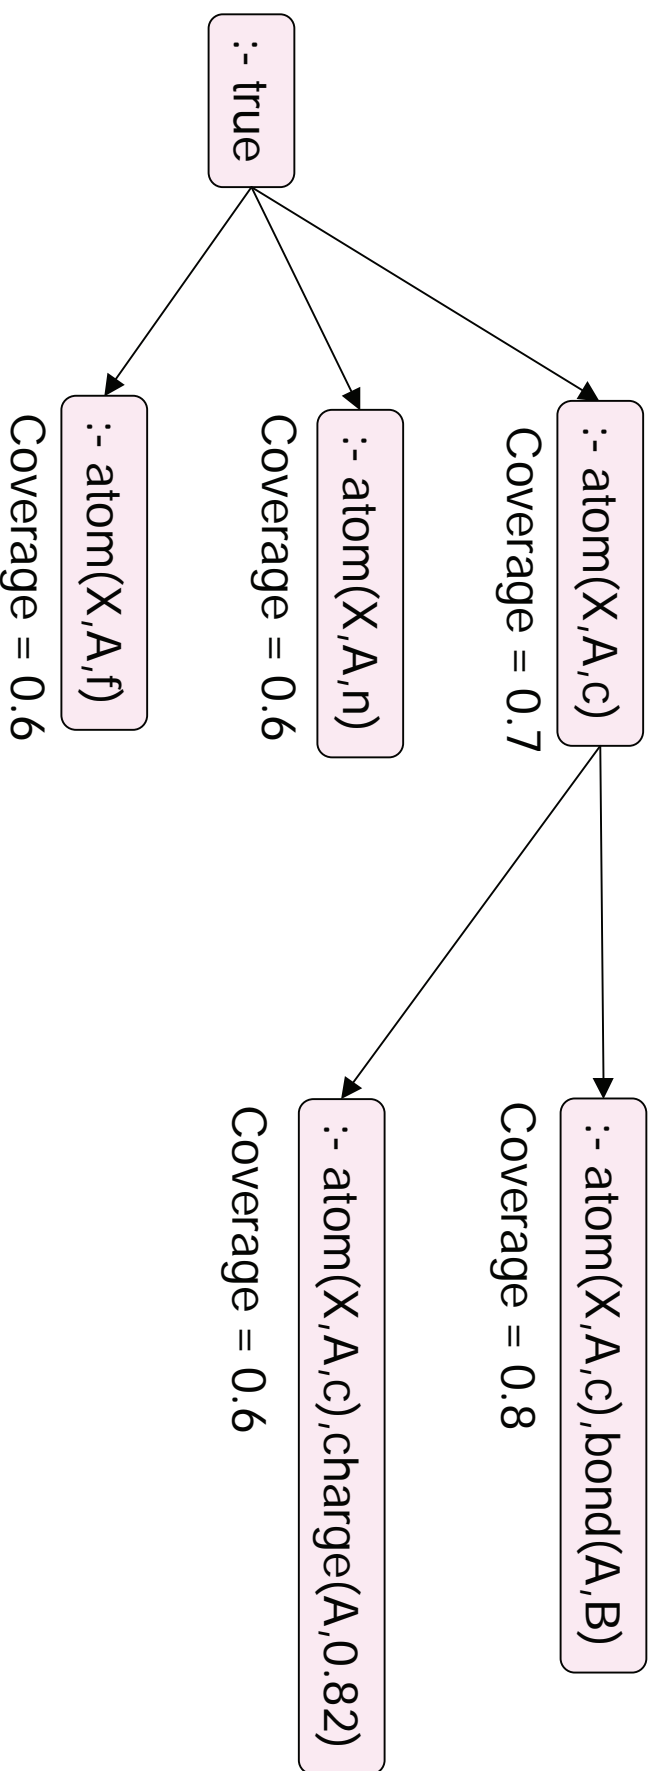 :- true
:- atom(X,A,c)
Coverage = 0.7
:- atom(X,A,n)
Coverage = 0.6
:- atom(X,A,f)
Coverage = 0.6
:- atom(X,A,c),bond(A,B)
Coverage = 0.8
:- atom(X,A,c),charge(A,0.82)
Coverage = 0.6